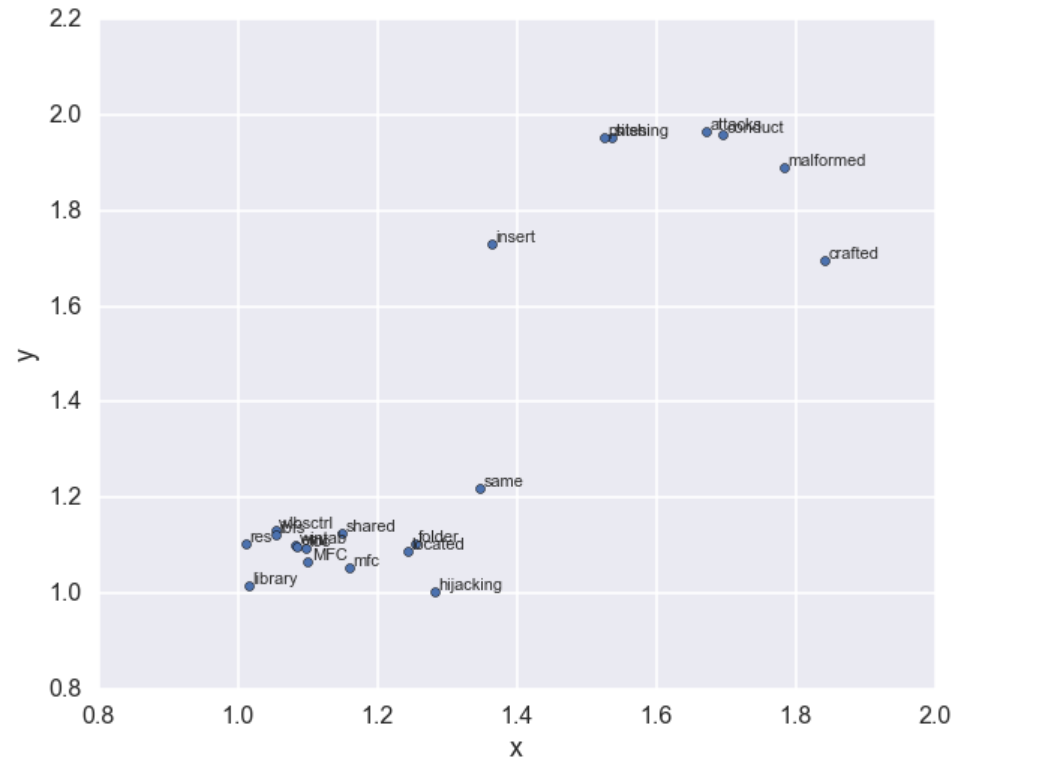 2.2
2.0
1.8
1.6
1.4
1.2
1.0
0.8
y
phishing
attacks
conduct
malformed
insert
crafted
same
wlbsctrl
res
shared
folder
located
MFC
mfc
library
hijacking
0.8 1.0 1.2 1.4 1.6 1.8 2.0
x